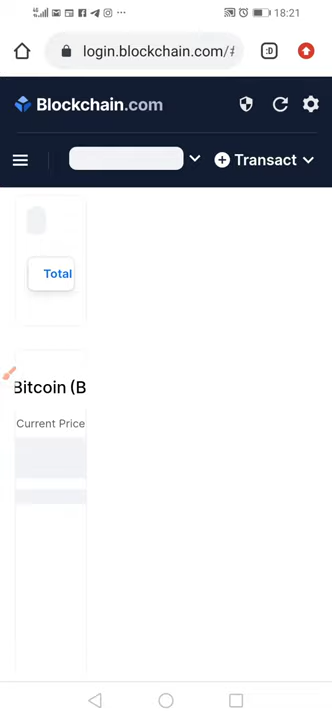 18:21
login.blockchain.com/#
:D
Blockchain.com
Transact
Total
Bitcoin (B
Current Price